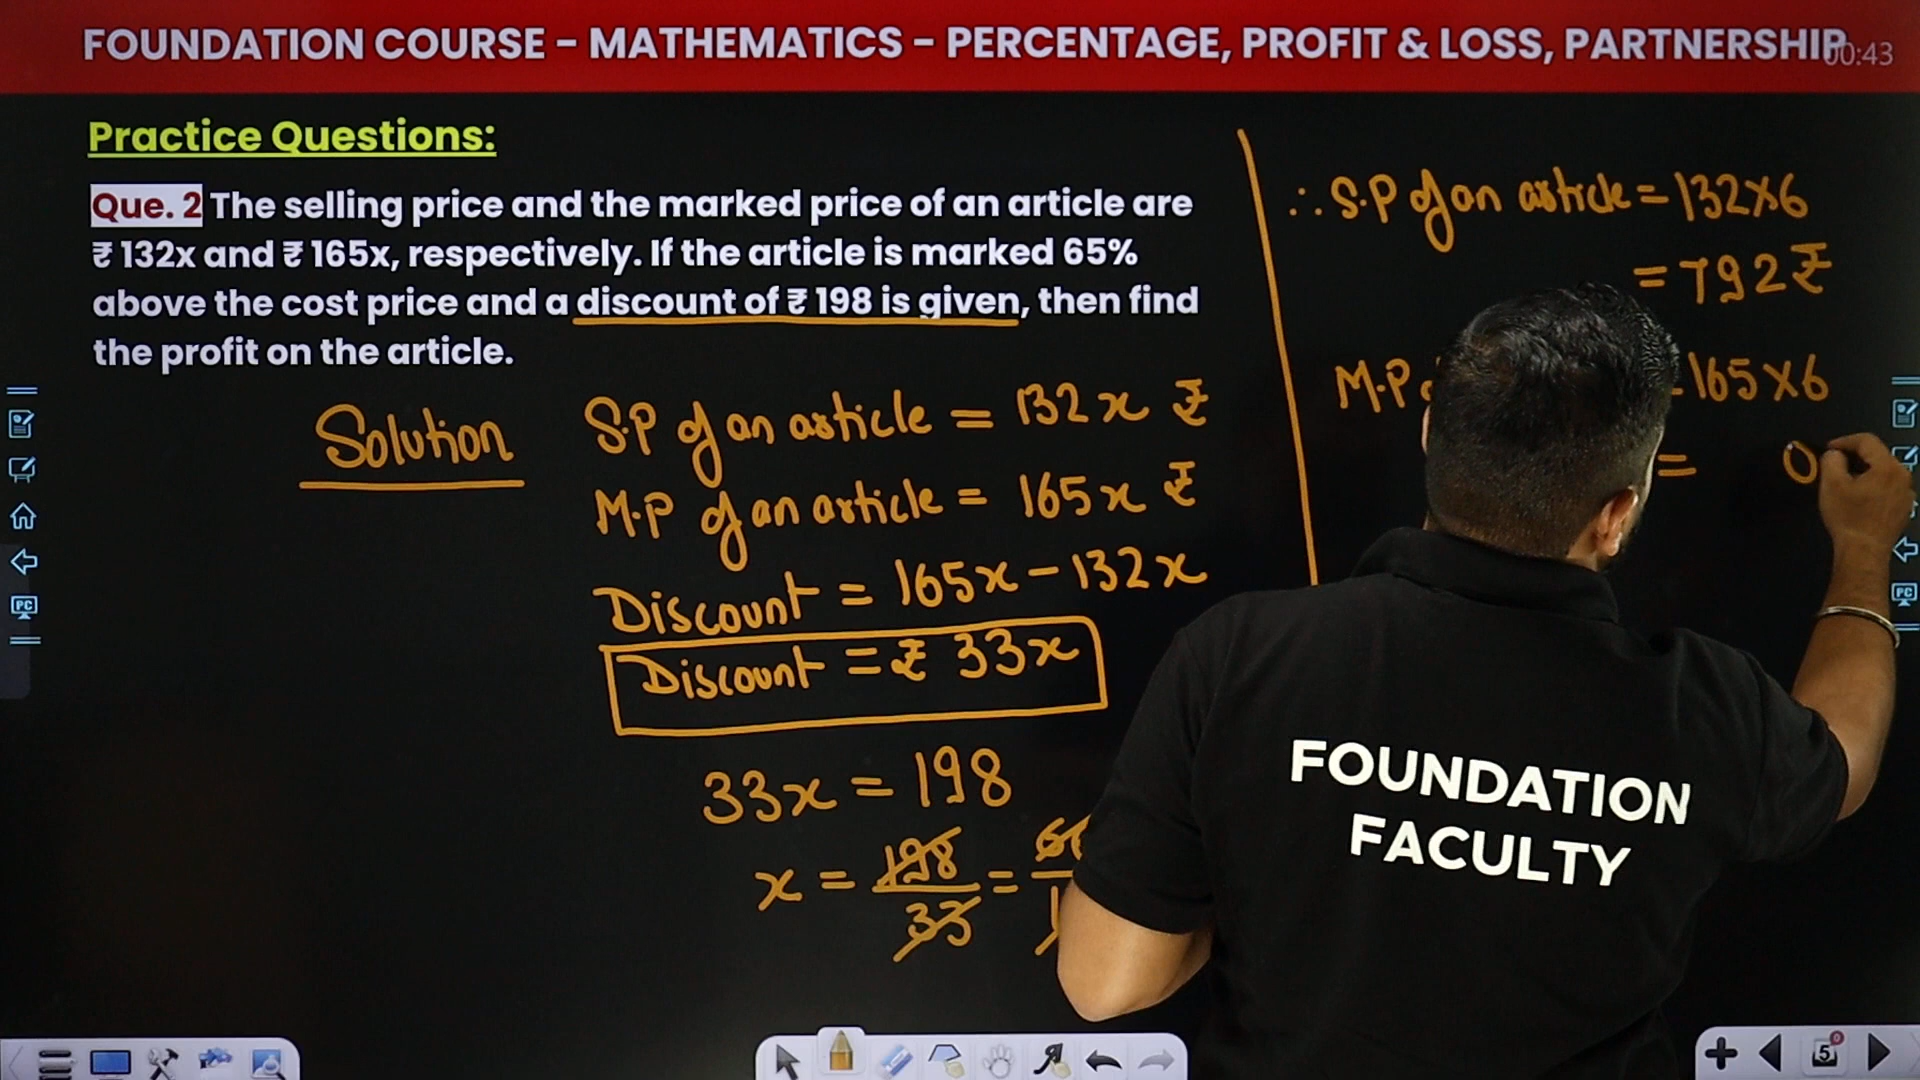 FOUNDATION COURSE - MATHEMATICS - PERCENTAGE, PROFIT & LOSS, PARTNERSHIP
00:43
Practice Questions:
Que. 2 The selling price and the marked price of an article are
₹ 132x and ₹ 165x, respectively. If the article is marked 65%
above the cost price and a discount of ₹ 198 is given, then find
the profit on the article.
Solution
S.P of an article = 132x ₹
M.P of an article = 165x ₹
Discount = 165x - 132x
Discount = ₹ 33x
33x = 198
x = 198/33 =
∴ S.P of an article = 132×6
= 792₹
M.P = 165×6
= 0
FOUNDATION
FACULTY
PC
PC
5